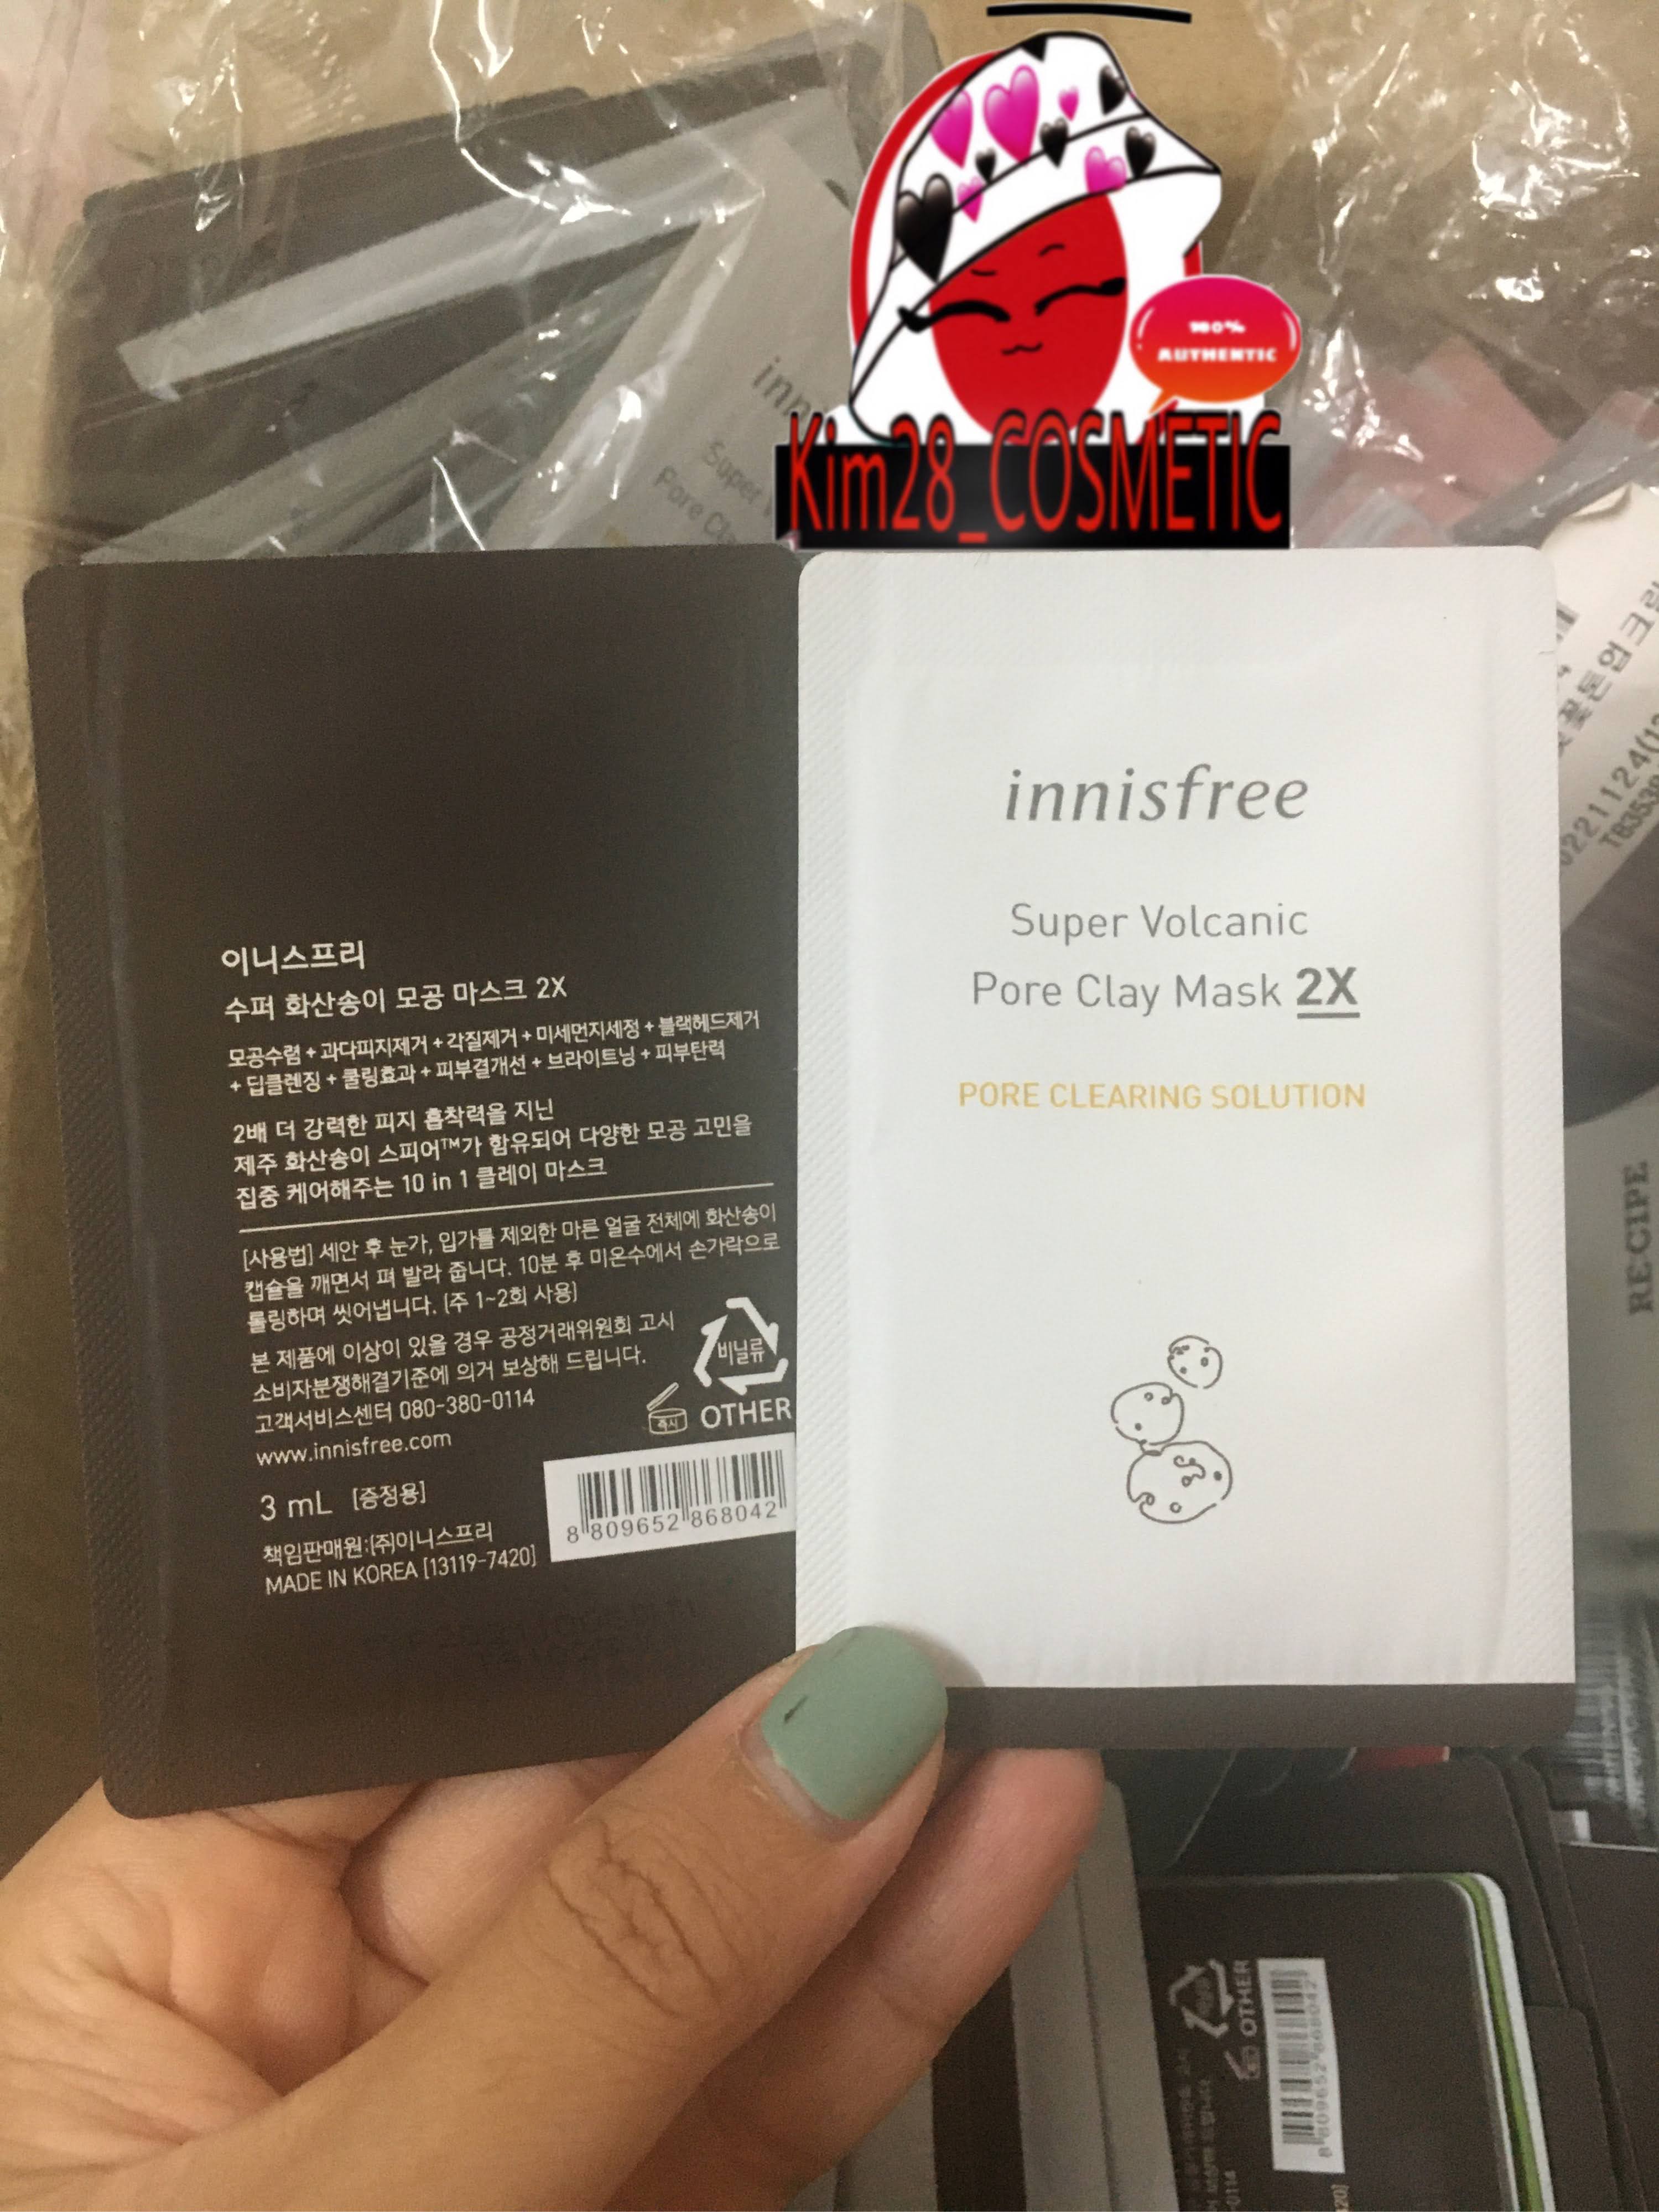 100%
AUTHENTIC
Kim28_COSMETIC
이니스프리
수퍼 화산송이 모공 마스크 2X
모공수렴 + 과다피지제거 + 각질제거 + 미세먼지세정 + 블랙헤드제거
+ 딥클렌징 + 쿨링효과 + 피부결개선 + 브라이트닝 + 피부탄력
2배 더 강력한 피지 흡착력을 지닌
제주 화산송이 스피어™가 함유되어 다양한 모공 고민을
집중 케어해주는 10 in 1 클레이 마스크
[사용법] 세안 후 눈가, 입가를 제외한 마른 얼굴 전체에 화산송이
캡슐을 깨면서 펴 발라 줍니다. 10분 후 미온수에서 손가락으로
롤링하며 씻어냅니다. (주 1~2회 사용)
본 제품에 이상이 있을 경우 공정거래위원회 고시
소비자분쟁해결기준에 의거 보상해 드립니다.
고객서비스센터 080-380-0114
www.innisfree.com
비닐류
즉시
OTHER
3 mL [증정용]
8 809652 868042
책임판매원:(주)이니스프리
MADE IN KOREA [13119-7420]
innisfree
Super Volcanic
Pore Clay Mask 2X
PORE CLEARING SOLUTION
inn
Super
Pore
톤업크림
RECIPE
OTHER
8 809652 868042